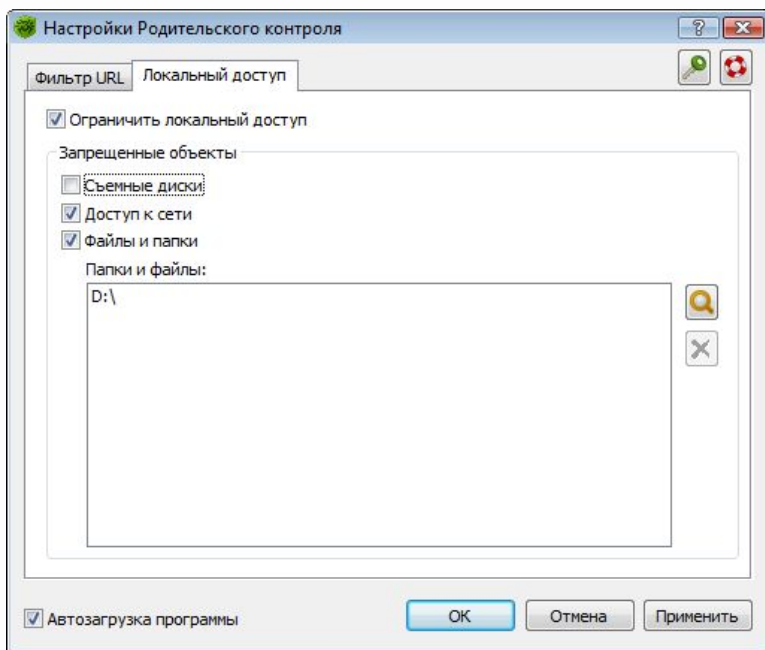 Настройки Родительского контроля
Фильтр URL
Локальный доступ
Ограничить локальный доступ
Запрещенные объекты
Съемные диски
Доступ к сети
Файлы и папки
Папки и файлы:
D:\
Автозагрузка программы
OK
Отмена
Применить